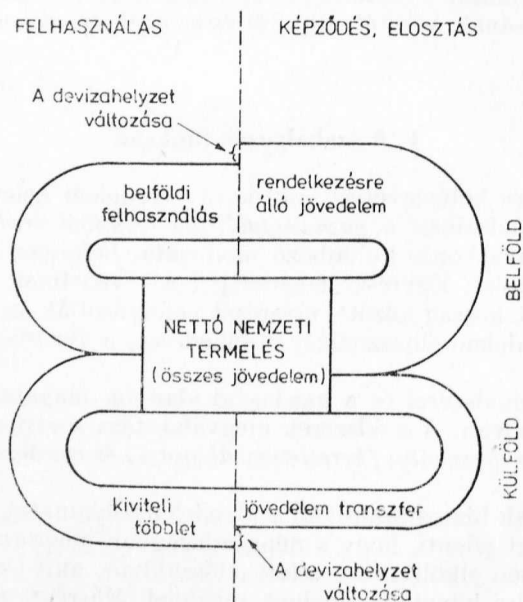 FELHASZNÁLÁS
KÉPZŐDÉS, ELOSZTÁS
A devizahelyzet
változása
belföldi
felhasználás
rendelkezésre
álló jövedelem
BELFÖLD
NETTÓ NEMZETI
TERMELÉS
(összes jövedelem)
KÜLFÖLD
kiviteli
többlet
jövedelem transzfer
A devizahelyzet
változása